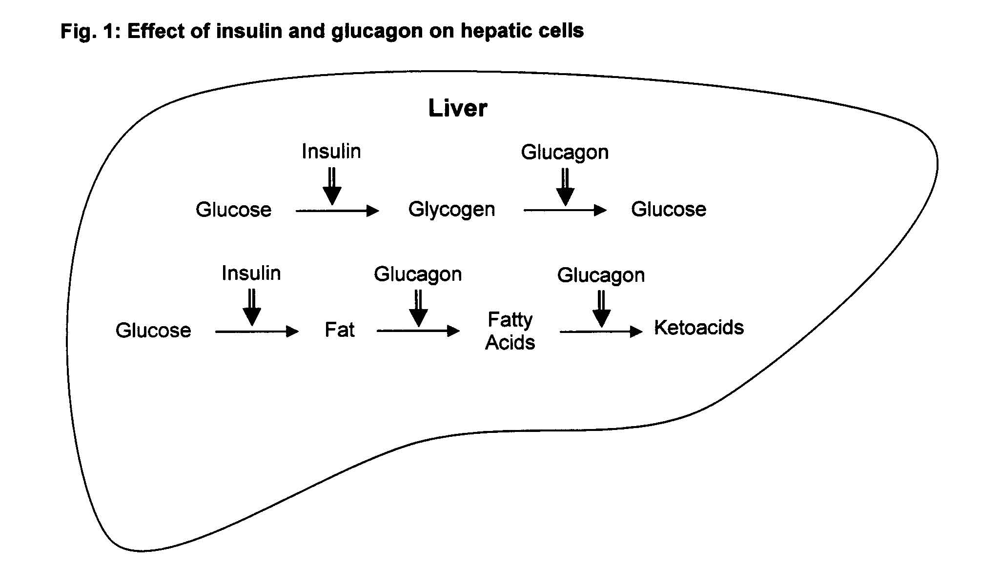 Fig. 1: Effect of insulin and glucagon on hepatic cells
Liver
Insulin Glucagon
Glucose Glycogen Glucose
Insulin Glucagon Glucagon
Glucose Fat Fatty Acids Ketoacids